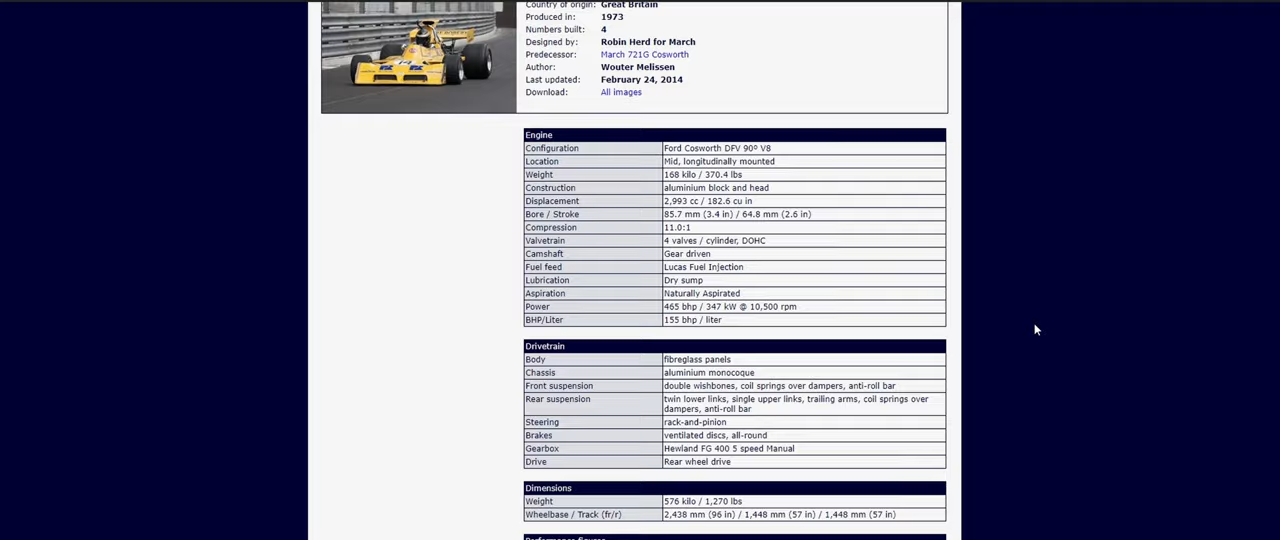 Country of origin: Great Britain
Produced in: 1973
Numbers built: 4
Designed by: Robin Herd for March
Predecessor: March 721G Cosworth
Author: Wouter Melissen
Last updated: February 24, 2014
Download: All images
Engine
Configuration Ford Cosworth DFV 90º V8
Location Mid, longitudinally mounted
Weight 168 kilo / 370.4 lbs
Construction aluminium block and head
Displacement 2,993 cc / 182.6 cu in
Bore / Stroke 85.7 mm (3.4 in) / 64.8 mm (2.6 in)
Compression 11.0:1
Valvetrain 4 valves / cylinder, DOHC
Camshaft Gear driven
Fuel feed Lucas Fuel Injection
Lubrication Dry sump
Aspiration Naturally Aspirated
Power 465 bhp / 347 kW @ 10,500 rpm
BHP/Liter 155 bhp / liter
Drivetrain
Body fibreglass panels
Chassis aluminium monocoque
Front suspension double wishbones, coil springs over dampers, anti-roll bar
Rear suspension twin lower links, single upper links, trailing arms, coil springs over
dampers, anti-roll bar
Steering rack-and-pinion
Brakes ventilated discs, all-round
Gearbox Hewland FG 400 5 speed Manual
Drive Rear wheel drive
Dimensions
Weight 576 kilo / 1,270 lbs
Wheelbase / Track (fr/r) 2,438 mm (96 in) / 1,448 mm (57 in) / 1,448 mm (57 in)
Performance figures